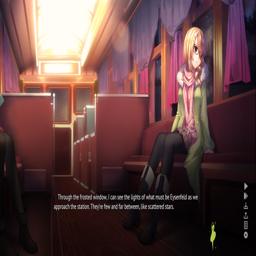 Through the frosted window, I can see the lights of what must be Eysenfeld as we
approach the station. They're few and far between, like scattered stars.